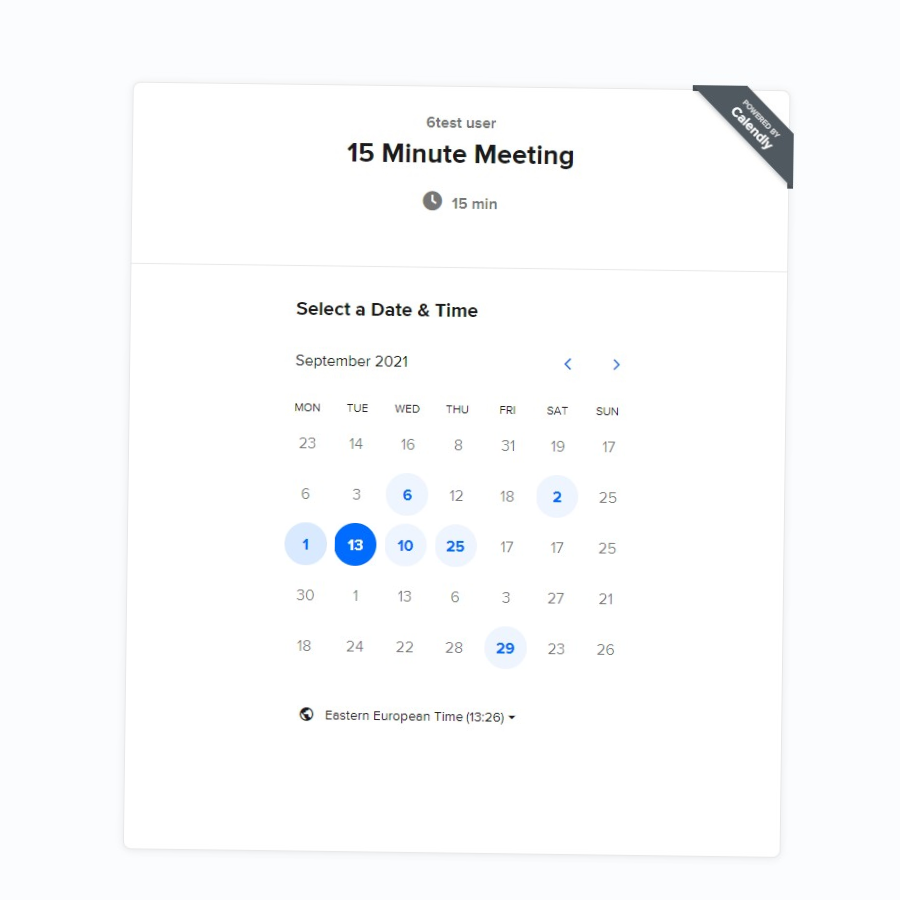 POWERED BY
Calendly
6test user
15 Minute Meeting
15 min
Select a Date & Time
September 2021
MON TUE WED THU FRI SAT SUN
23 14 16 8 31 19 17
6 3 6 12 18 2 25
1 13 10 25 17 17 25
30 1 13 6 3 27 21
18 24 22 28 29 23 26
Eastern European Time (13:26)